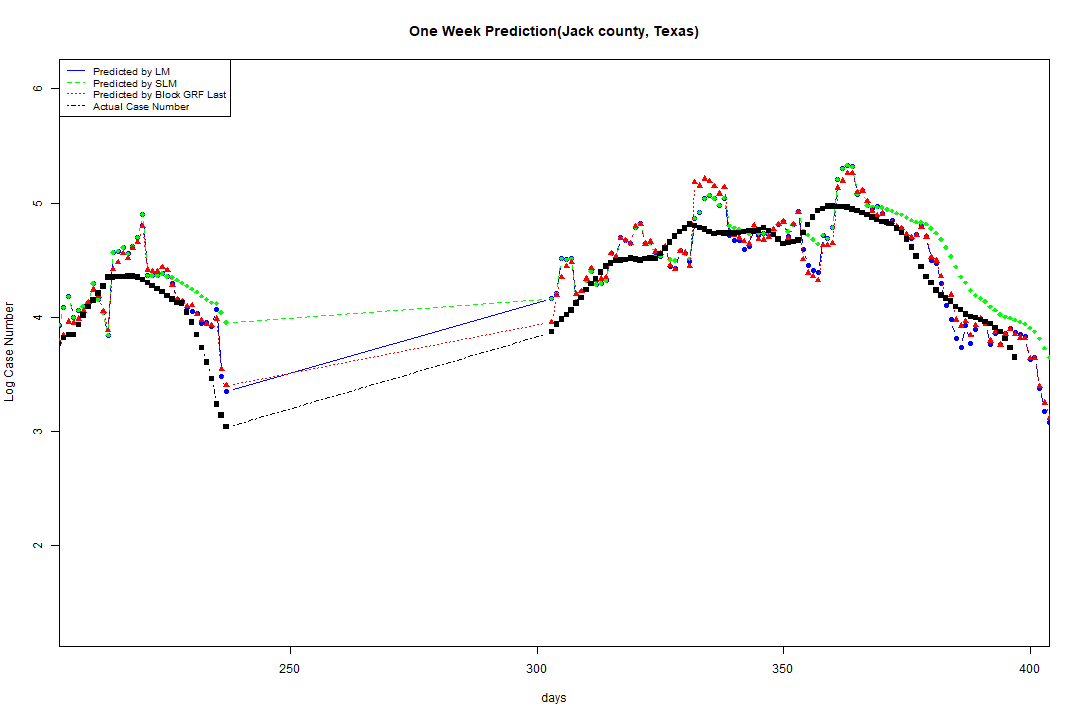 One Week Prediction(Jack county, Texas)
Predicted by LM
Predicted by SLM
Predicted by Block GRF Last
Actual Case Number
Log Case Number
6
5
4
3
2
250
300
350
400
days